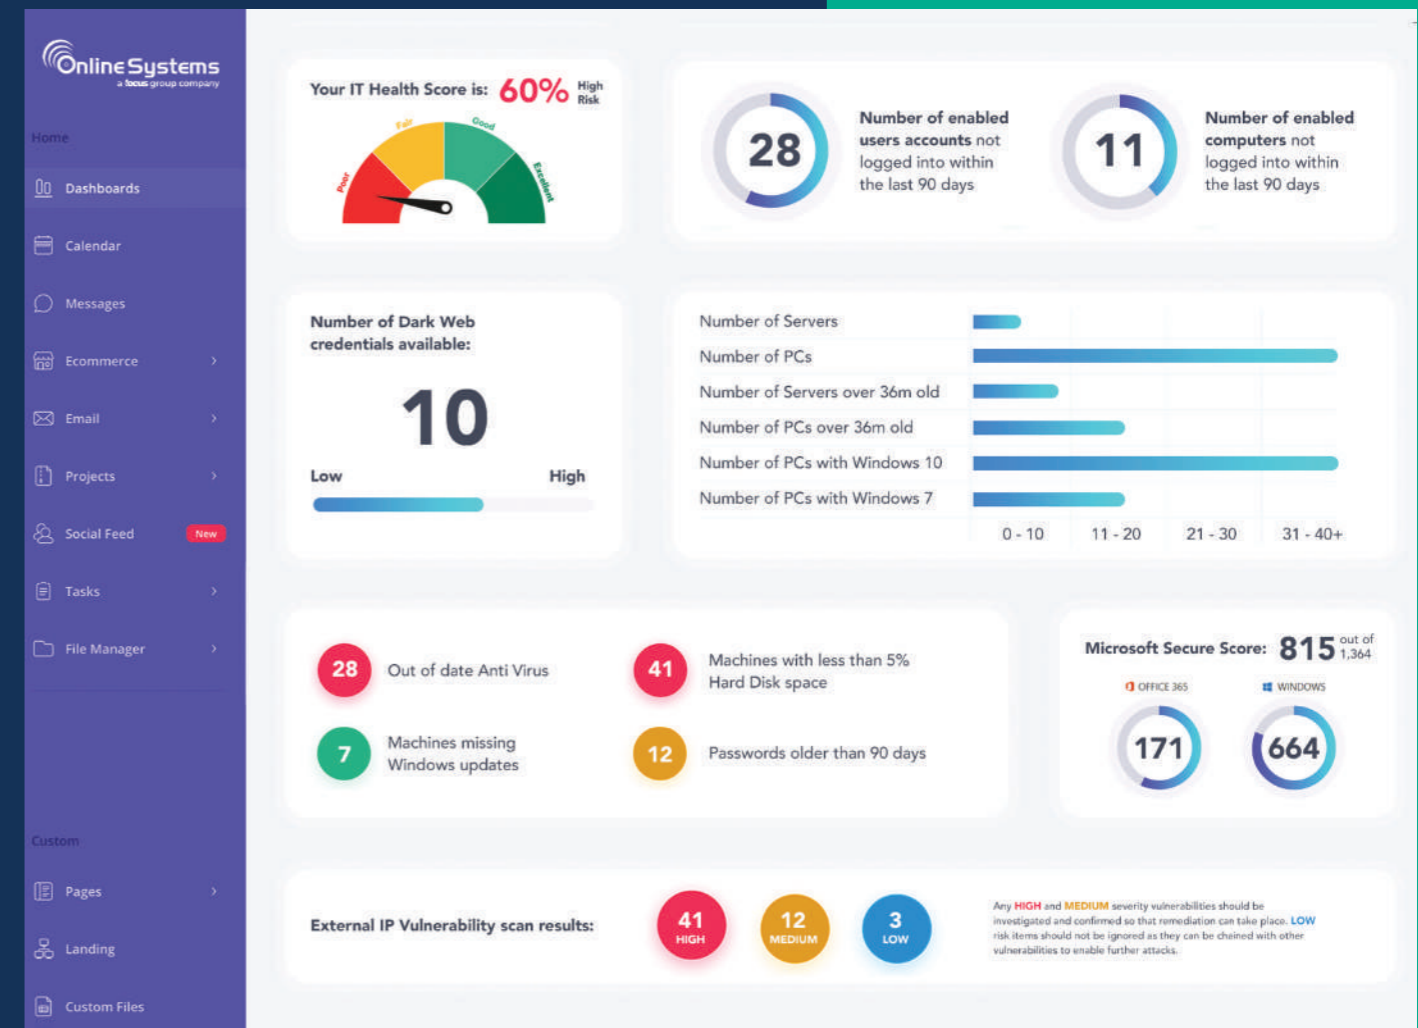 OnlineSystems
a focus group company
Home
Dashboards
Calendar
Messages
Ecommerce
Email
Projects
Social Feed
New
Tasks
File Manager
Custom
Pages
Landing
Custom Files
Your IT Health Score is: 60% High
Risk
Poor
Fair
Good
Excellent
28
Number of enabled
users accounts not
logged into within
the last 90 days
11
Number of enabled
computers not
logged into within
the last 90 days
Number of Dark Web
credentials available:
10
Low
High
Number of Servers
Number of PCs
Number of Servers over 36m old
Number of PCs over 36m old
Number of PCs with Windows 10
Number of PCs with Windows 7
0 - 10
11 - 20
21 - 30
31 - 40+
28
Out of date Anti Virus
41
Machines with less than 5%
Hard Disk space
7
Machines missing
Windows updates
12
Passwords older than 90 days
Microsoft Secure Score: 815 out of
1,364
OFFICE 365
WINDOWS
171
664
External IP Vulnerability scan results:
41
HIGH
12
MEDIUM
3
LOW
Any HIGH and MEDIUM severity vulnerabilities should be
investigated and confirmed so that remediation can take place. LOW
risk items should not be ignored as they can be chained with other
vulnerabilities to enable further attacks.